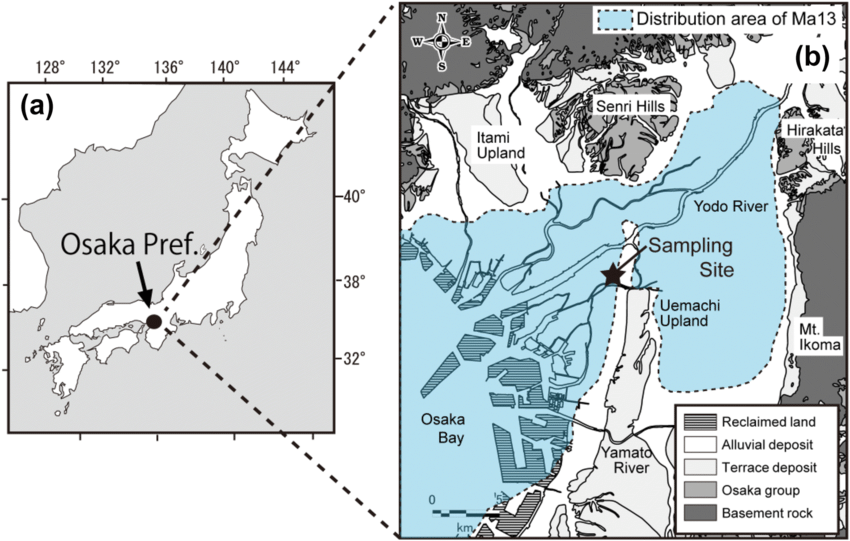 (a)
128°
132°
136°
140°
144°
40°
38°
32°
Osaka Pref.
(b)
Distribution area of Ma13
N
W
E
S
Senri Hills
Itami
Upland
Hirakata
Hills
Yodo River
Sampling
Site
Uemachi
Upland
Mt.
Ikoma
Osaka
Bay
Yamato
River
0
5
km
Reclaimed land
Alluvial deposit
Terrace deposit
Osaka group
Basement rock